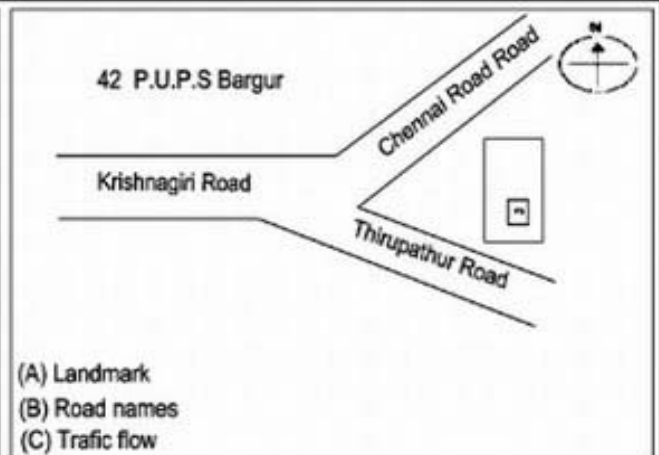 N
42 P.U.P.S Bargur
Chennai Road Road
Krishnagiri Road
Thirupathur Road
(A) Landmark
(B) Road names
(C) Trafic flow